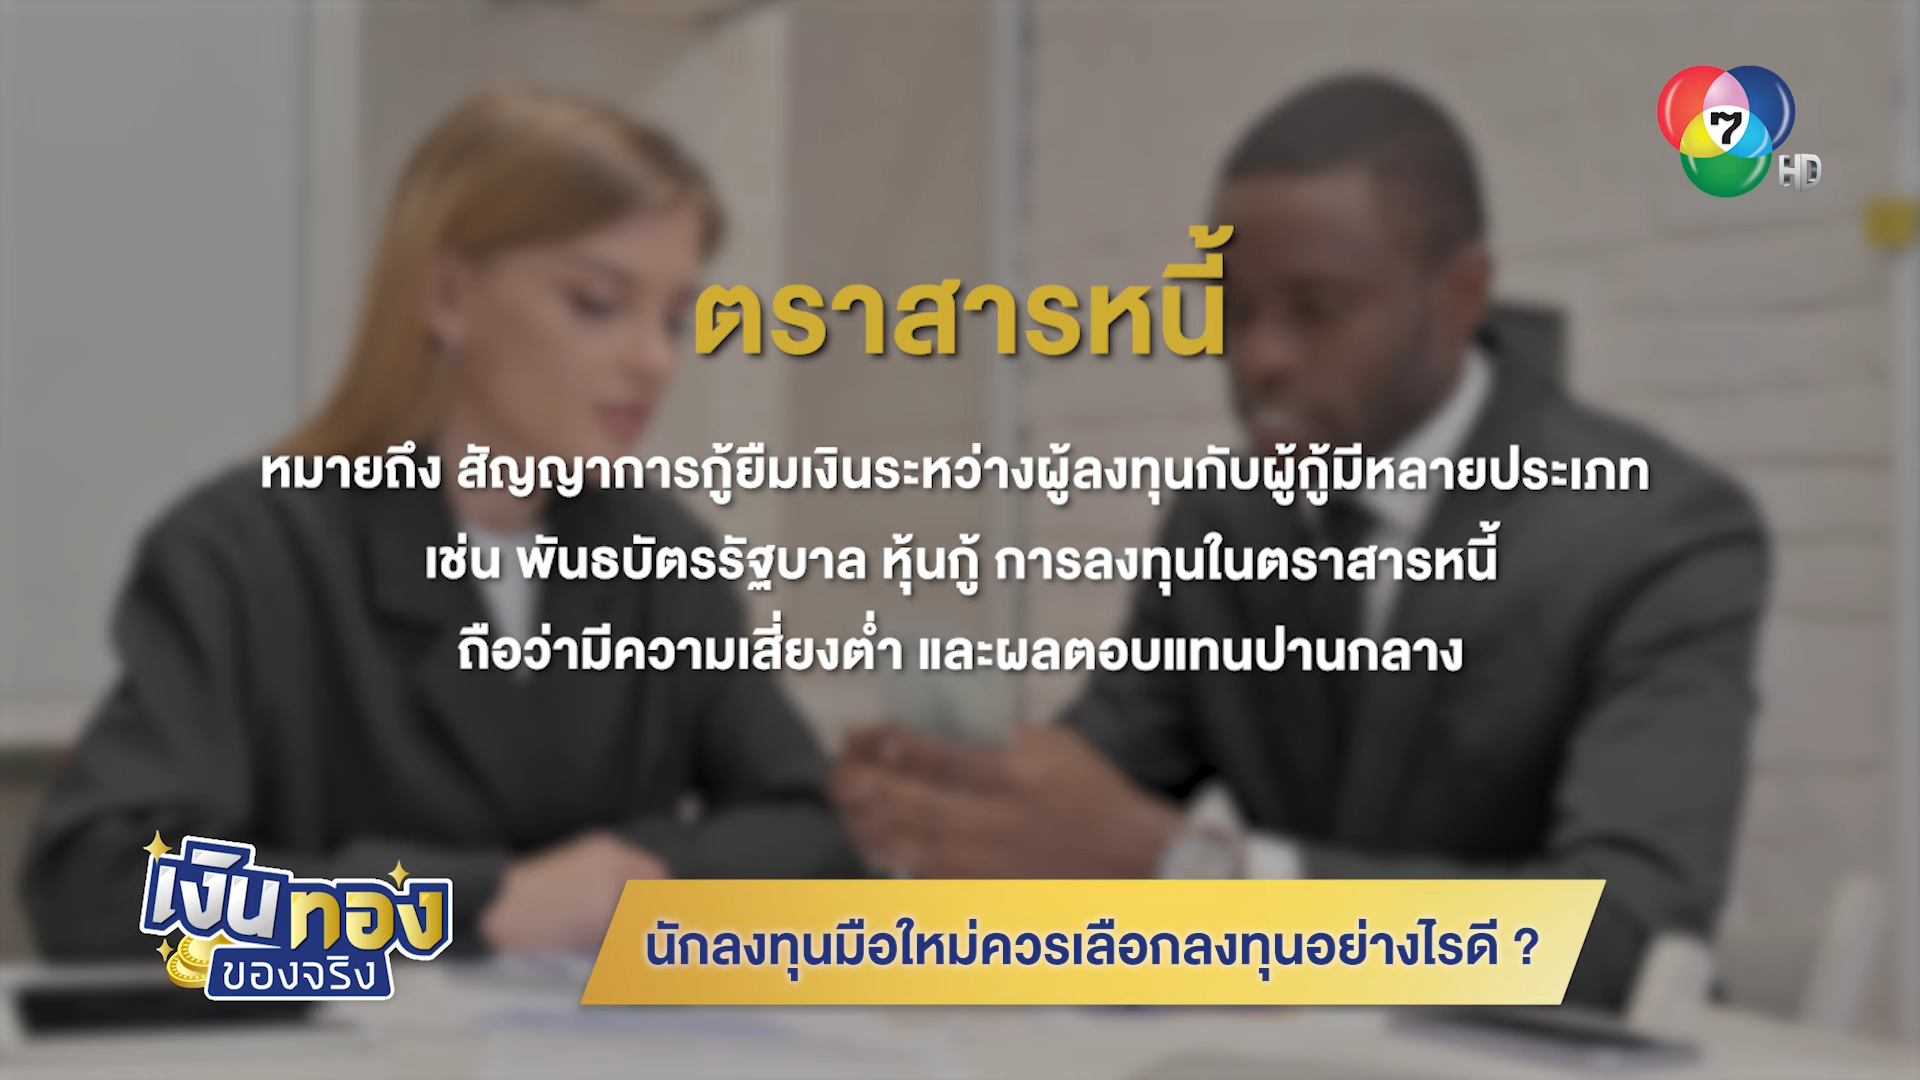 7
HD
ตราสารหนี้
หมายถึง สัญญาการกู้ยืมเงินระหว่างผู้ลงทุนกับผู้กู้มีหลายประเภท
เช่น พันธบัตรรัฐบาล หุ้นกู้ การลงทุนในตราสารหนี้
ถือว่ามีความเสี่ยงต่ำ และผลตอบแทนปานกลาง
เงินทอง
ของจริง
นักลงทุนมือใหม่ควรเลือกลงทุนอย่างไรดี ?